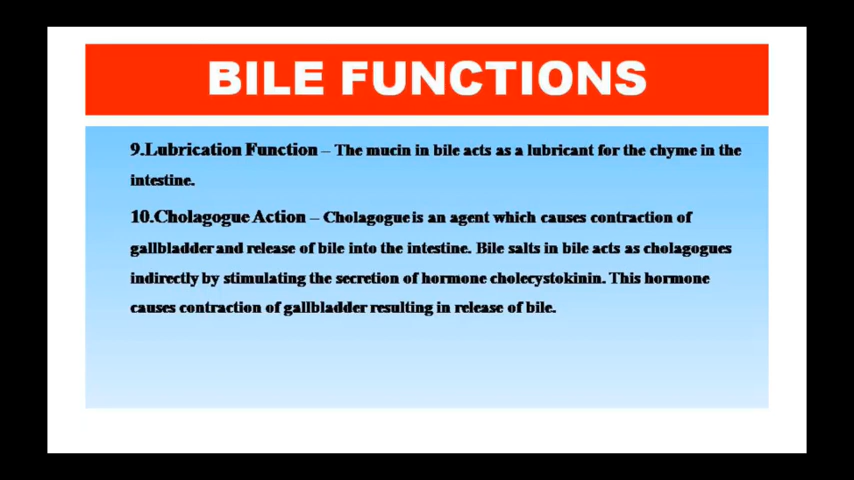 BILE FUNCTIONS
9.Lubrication Function – The mucin in bile acts as a lubricant for the chyme in the
intestine.
10.Cholagogue Action – Cholagogue is an agent which causes contraction of
gallbladder and release of bile into the intestine. Bile salts in bile acts as cholagogues
indirectly by stimulating the secretion of hormone cholecystokinin. This hormone
causes contraction of gallbladder resulting in release of bile.